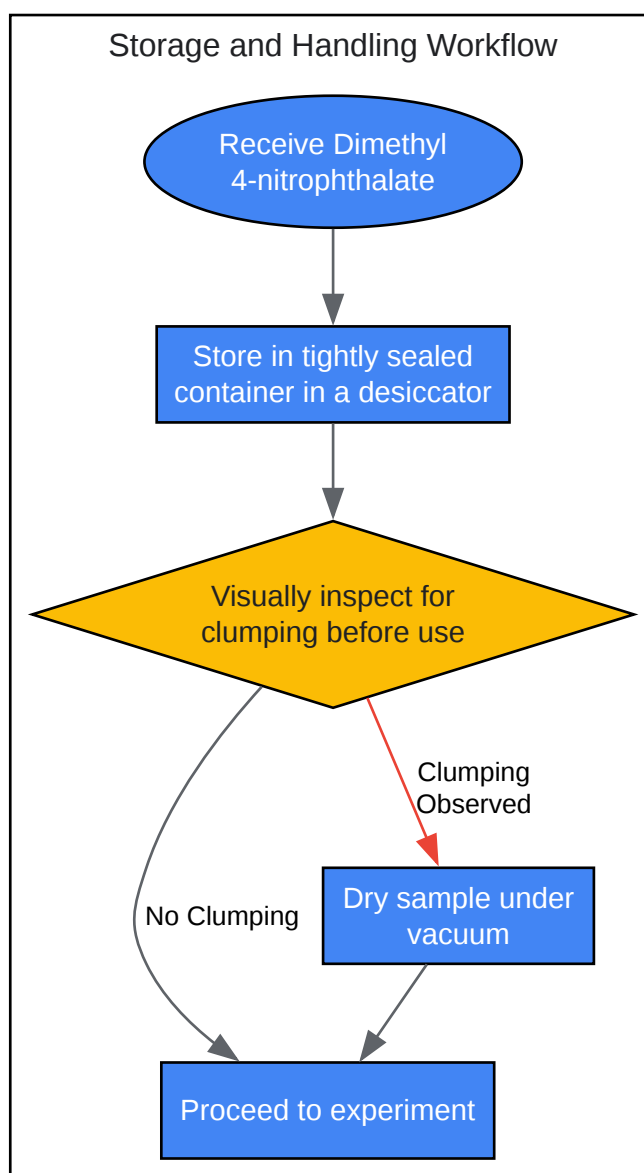 Storage and Handling Workflow
Receive Dimethyl
4-nitrophthalate
Store in tightly sealed
container in a desiccator
Visually inspect for
clumping before use
Clumping
Observed
No Clumping
Dry sample under
vacuum
Proceed to experiment